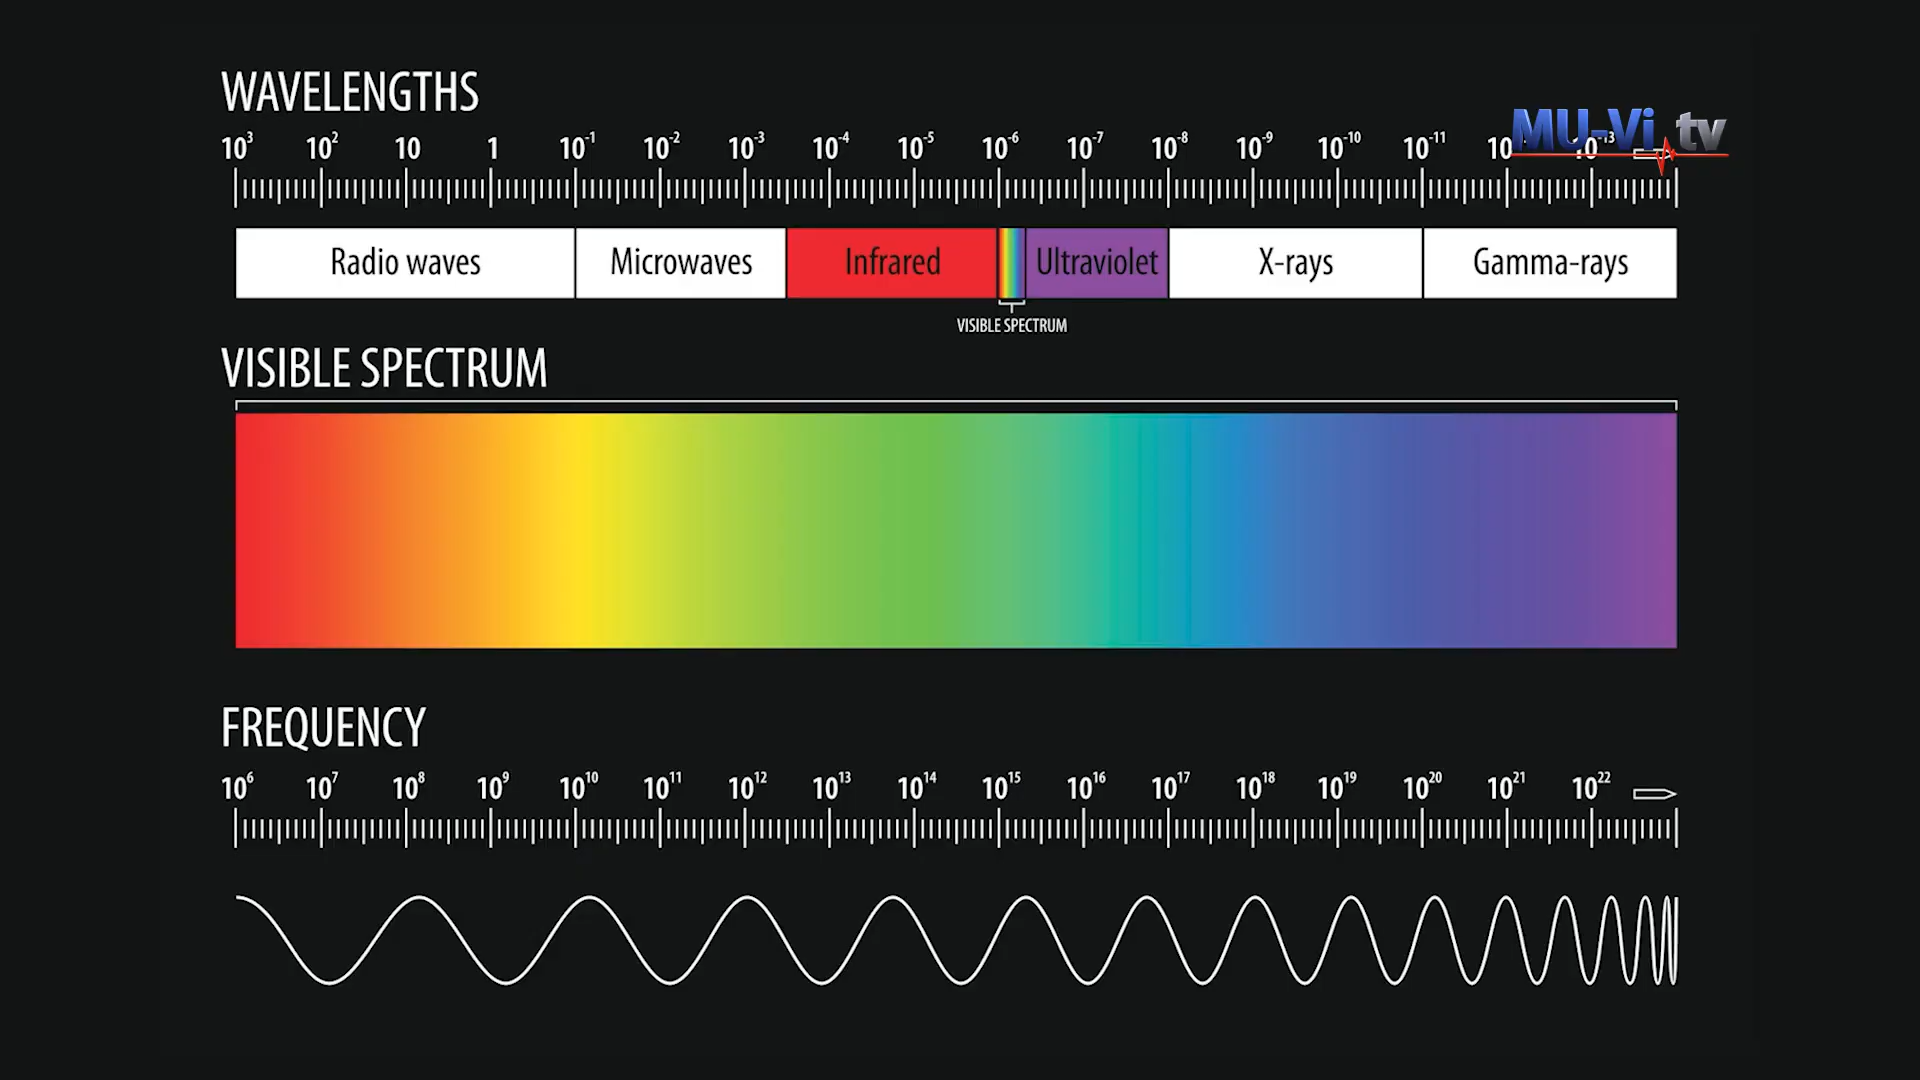 WAVELENGTHS
MU-Vi tv
10³ 10² 10 1 10⁻¹ 10⁻² 10⁻³ 10⁻⁴ 10⁻⁵ 10⁻⁶ 10⁻⁷ 10⁻⁸ 10⁻⁹ 10⁻¹⁰ 10⁻¹¹ 10 10⁻¹³
Radio waves Microwaves Infrared Ultraviolet X-rays Gamma-rays
VISIBLE SPECTRUM
VISIBLE SPECTRUM
FREQUENCY
10⁶ 10⁷ 10⁸ 10⁹ 10¹⁰ 10¹¹ 10¹² 10¹³ 10¹⁴ 10¹⁵ 10¹⁶ 10¹⁷ 10¹⁸ 10¹⁹ 10²⁰ 10²¹ 10²²